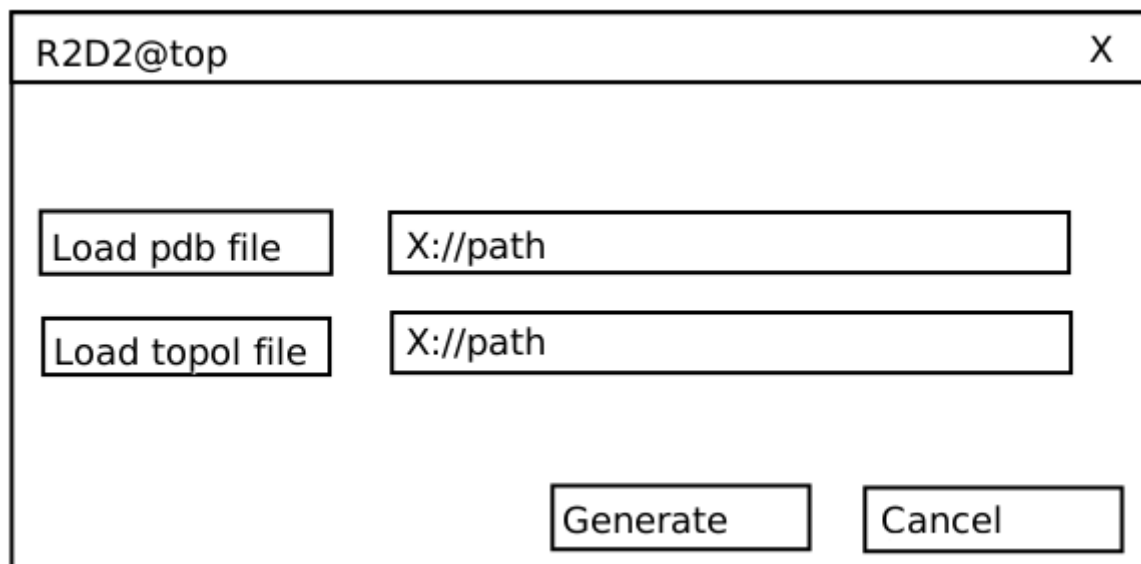 R2D2@top X
Load pdb file X://path
Load topol file X://path
Generate Cancel